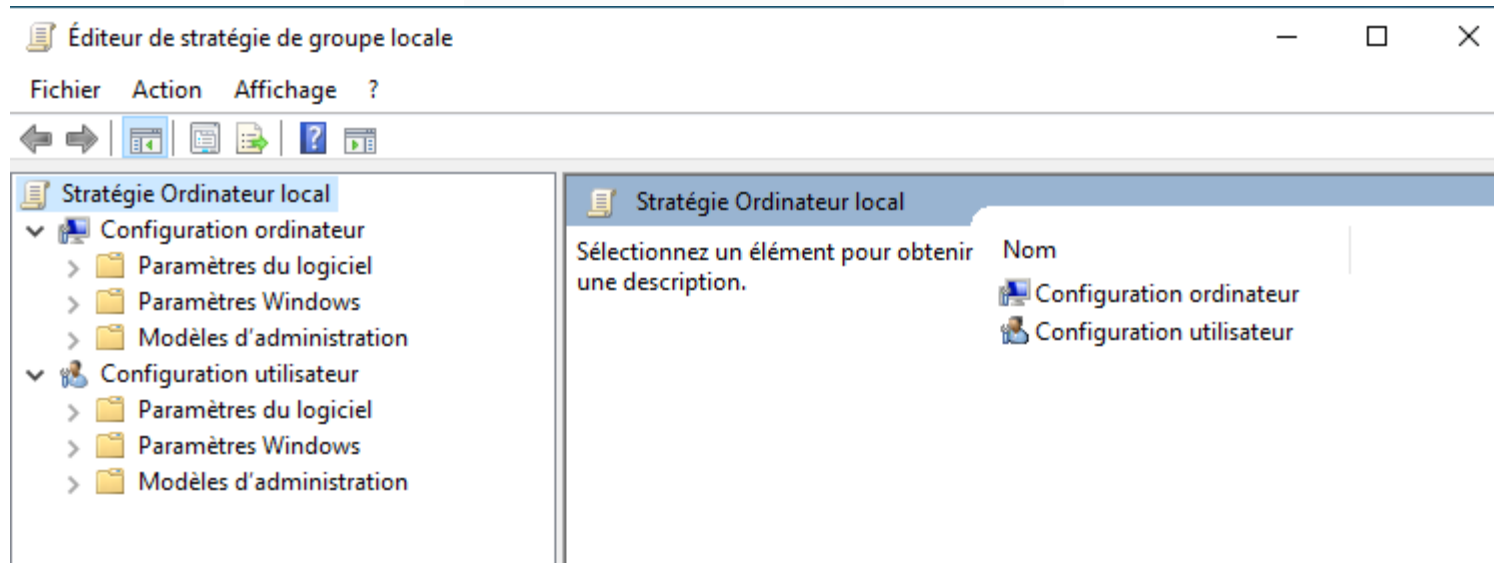 Éditeur de stratégie de groupe locale
Fichier Action Affichage ?
Stratégie Ordinateur local
Configuration ordinateur
Paramètres du logiciel
Paramètres Windows
Modèles d'administration
Configuration utilisateur
Paramètres du logiciel
Paramètres Windows
Modèles d'administration
Stratégie Ordinateur local
Sélectionnez un élément pour obtenir
une description.
Nom
Configuration ordinateur
Configuration utilisateur